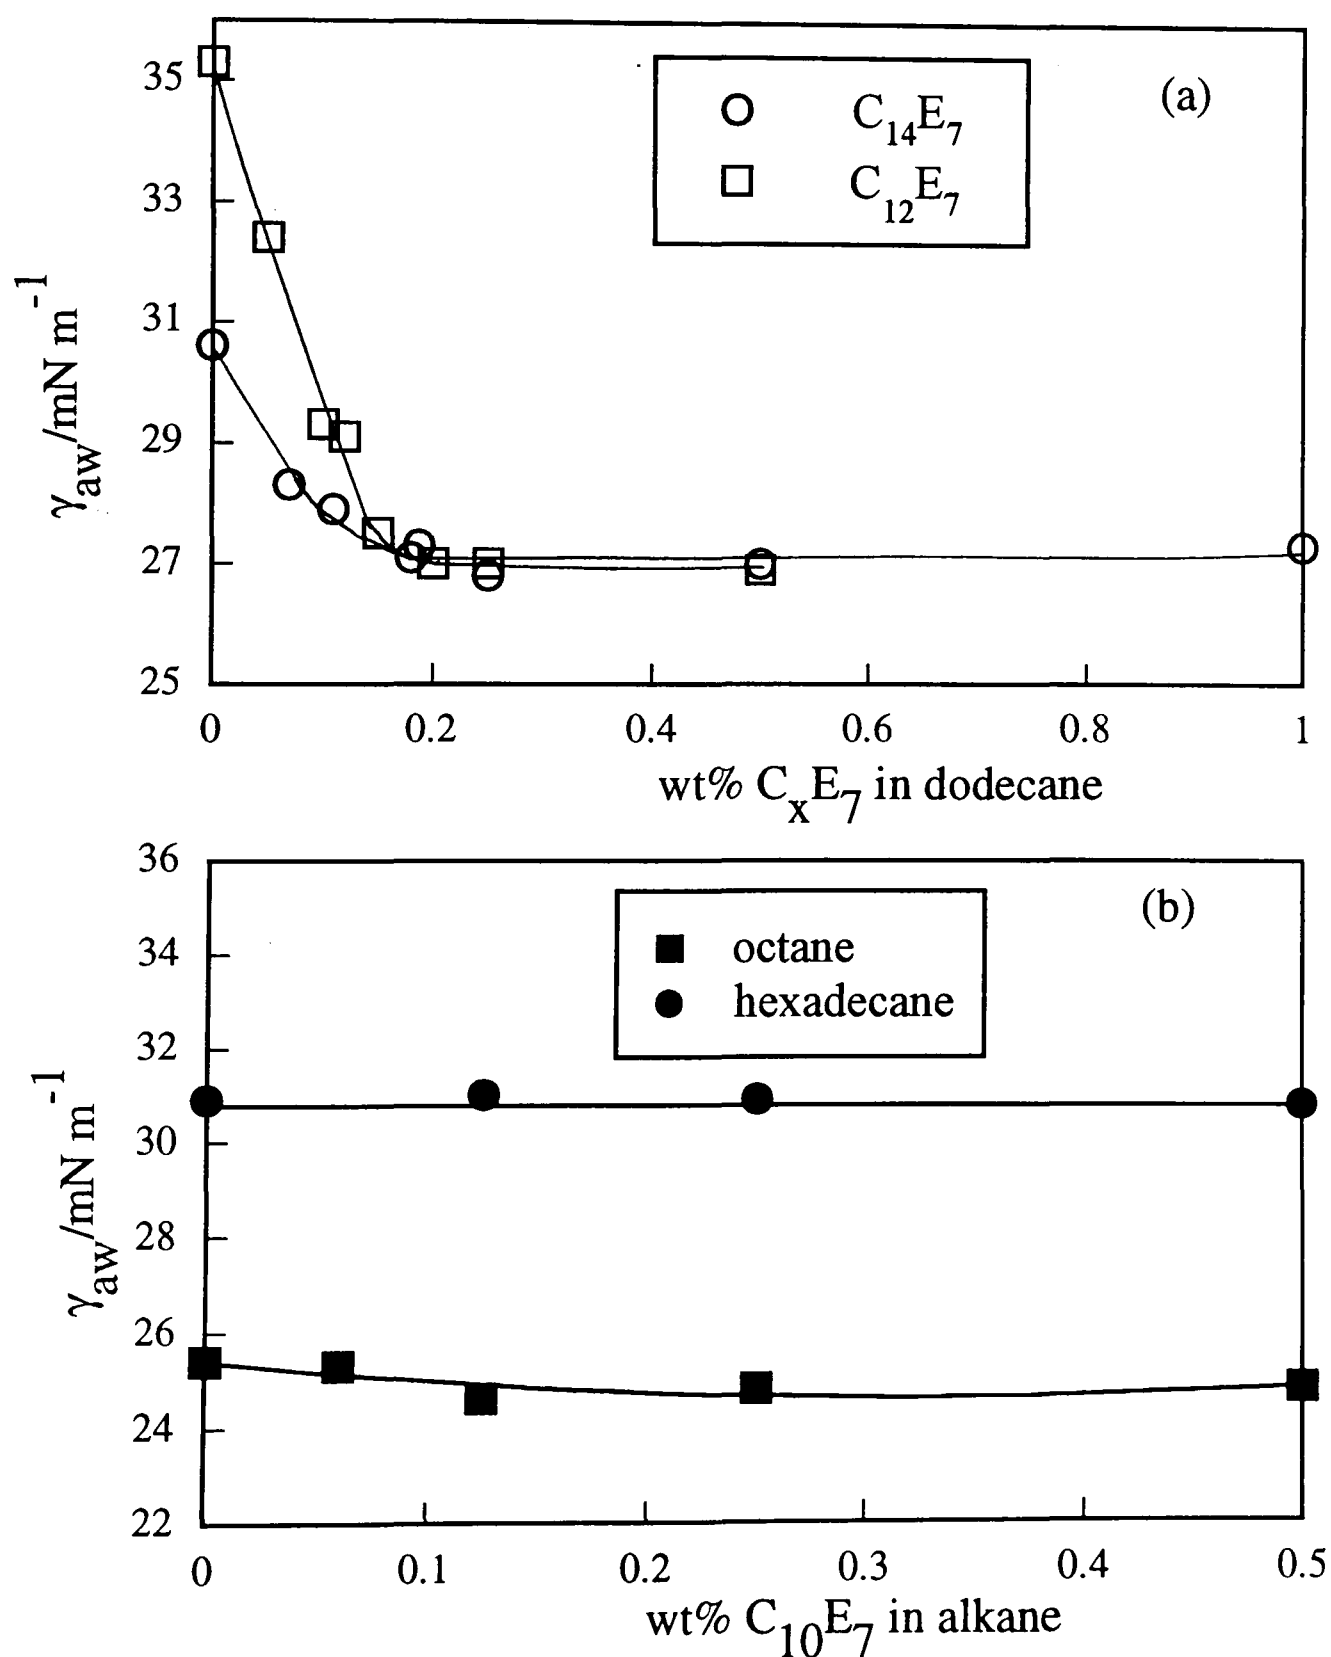 (a)
C14E7
C12E7
γaw/mN m-1
35
33
31
29
27
25
0 0.2 0.4 0.6 0.8 1
wt% CxE7 in dodecane
(b)
octane
hexadecane
γaw/mN m-1
36
34
32
30
28
26
24
22
0 0.1 0.2 0.3 0.4 0.5
wt% C10E7 in alkane